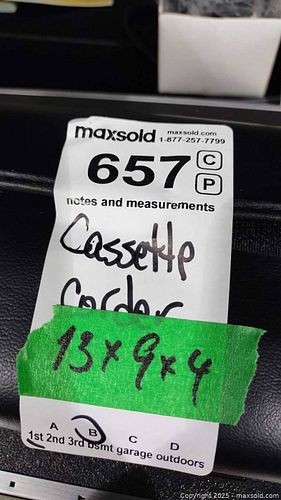 maxsold maxsold.com
1-877-257-7799
657 C
P
notes and measurements
Cassette
Corder
13 x 9 x 4
A B C D
1st 2nd 3rd bsmt garage outdoors
Copyright 2025 - maxsold.com